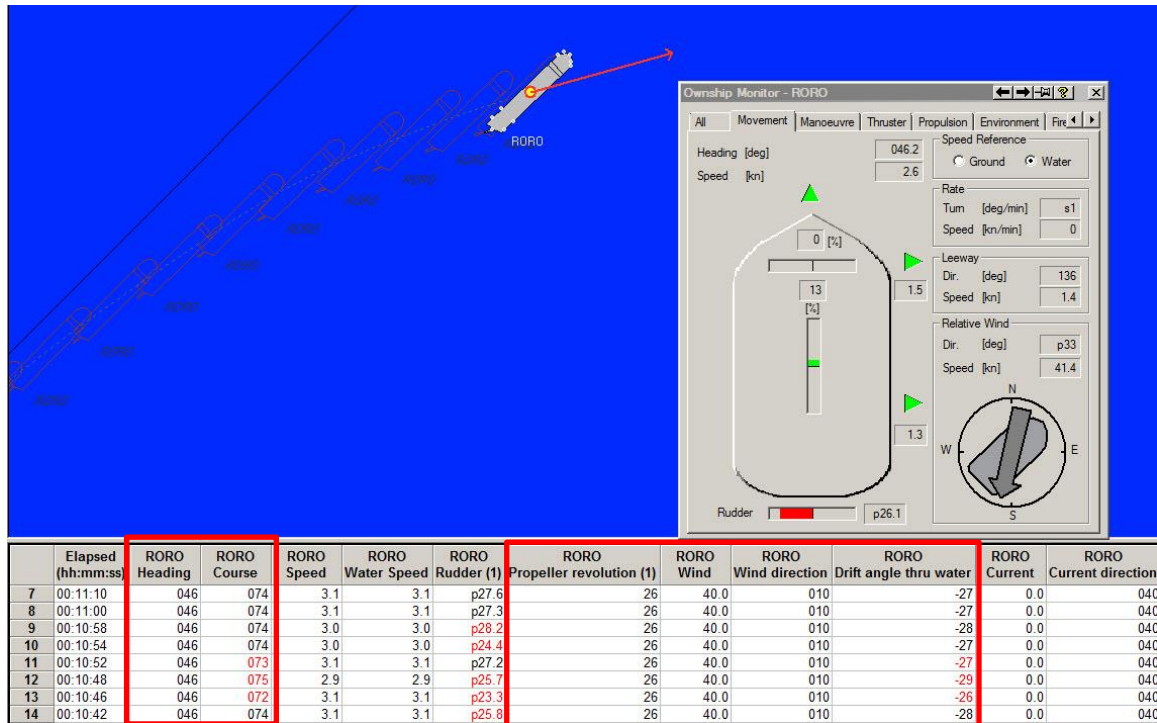 RORO
RORO
RORO
RORO
RORO
RORO
RORO
RORO
RORO
Ownship Monitor - RORO
All Movement Manoeuvre Thruster Propulsion Environment Fire
Heading [deg] 046.2
Speed [kn] 2.6
Speed Reference
Ground Water
Rate
Turn [deg/min] s1
Speed [kn/min] 0
0 [%]
13
[%]
1.5
Leeway
Dir. [deg] 136
Speed [kn] 1.4
Relative Wind
Dir. [deg] p33
Speed [kn] 41.4
N
W E
S
1.3
Rudder p26.1
Elapsed (hh:mm:ss) RORO Heading RORO Course RORO Speed RORO Water Speed RORO Rudder (1) RORO Propeller revolution (1) RORO Wind RORO Wind direction RORO Drift angle thru water RORO Current RORO Current direction
7 00:11:10 046 074 3.1 3.1 p27.6 26 40.0 010 -27 0.0 040
8 00:11:00 046 074 3.1 3.1 p27.3 26 40.0 010 -27 0.0 040
9 00:10:58 046 074 3.0 3.0 p28.2 26 40.0 010 -28 0.0 040
10 00:10:54 046 074 3.0 3.0 p24.4 26 40.0 010 -27 0.0 040
11 00:10:52 046 073 3.1 3.1 p27.2 26 40.0 010 -27 0.0 040
12 00:10:48 046 075 2.9 2.9 p25.7 26 40.0 010 -29 0.0 040
13 00:10:46 046 072 3.1 3.1 p23.3 26 40.0 010 -26 0.0 040
14 00:10:42 046 074 3.1 3.1 p25.8 26 40.0 010 -28 0.0 040